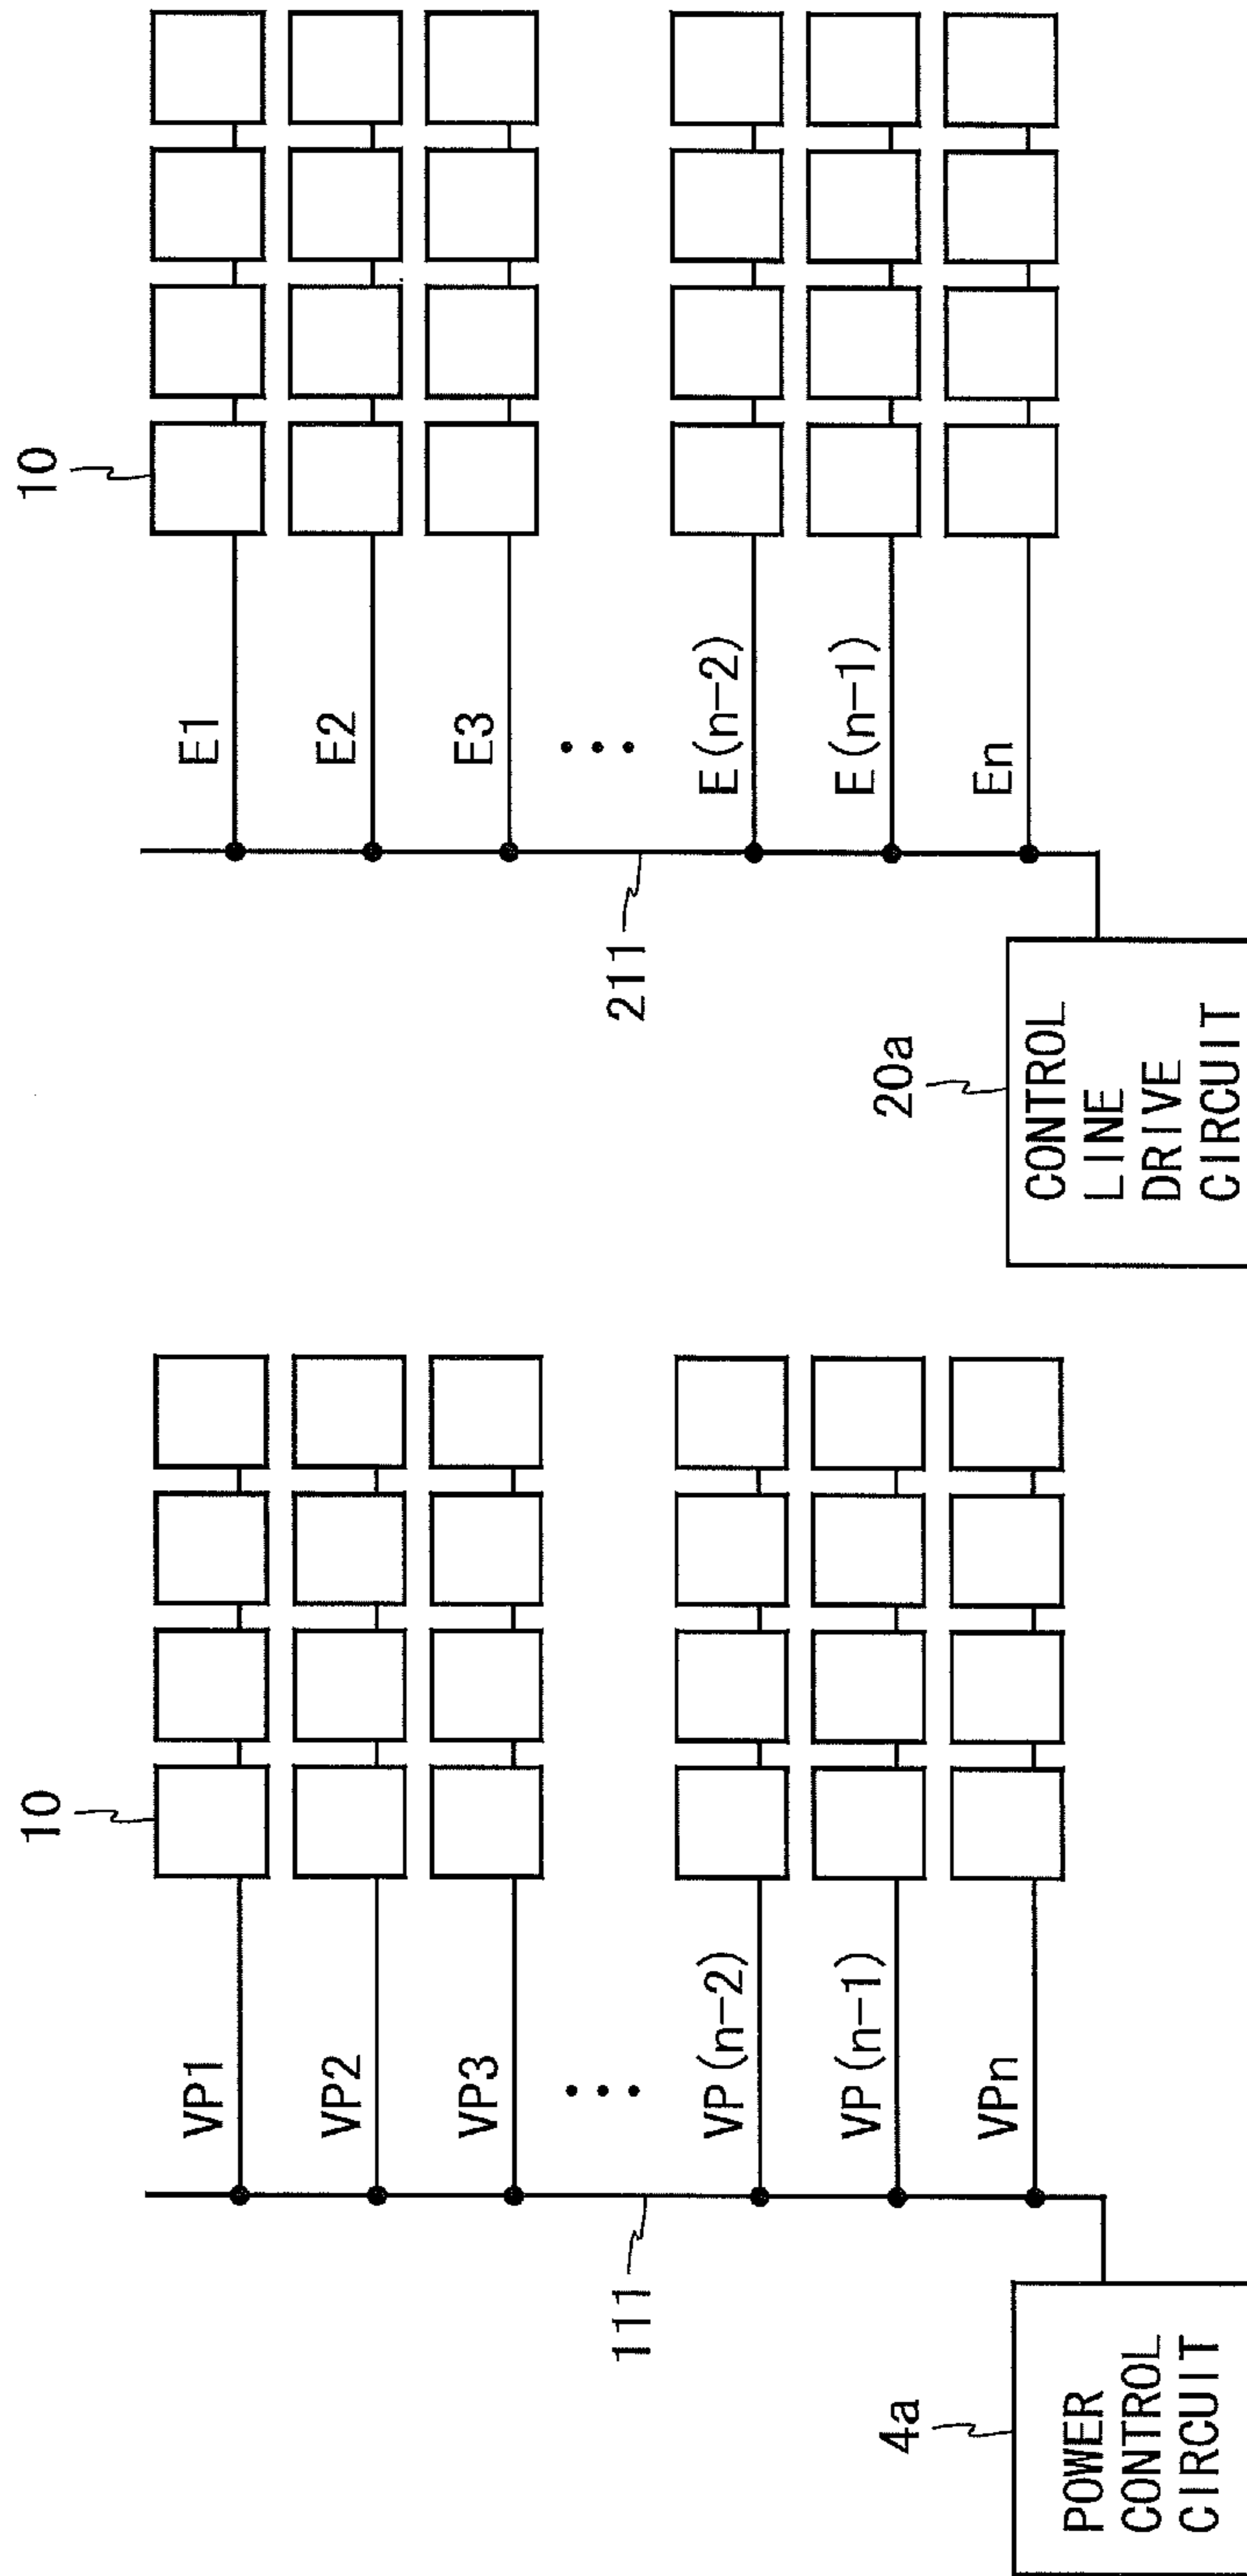 10
VP1
VP2
VP3
VP(n-2)
VP(n-1)
VPn
111
4a
POWER
CONTROL
CIRCUIT
10
E1
E2
E3
E(n-2)
E(n-1)
En
211
20a
CONTROL
LINE
DRIVE
CIRCUIT